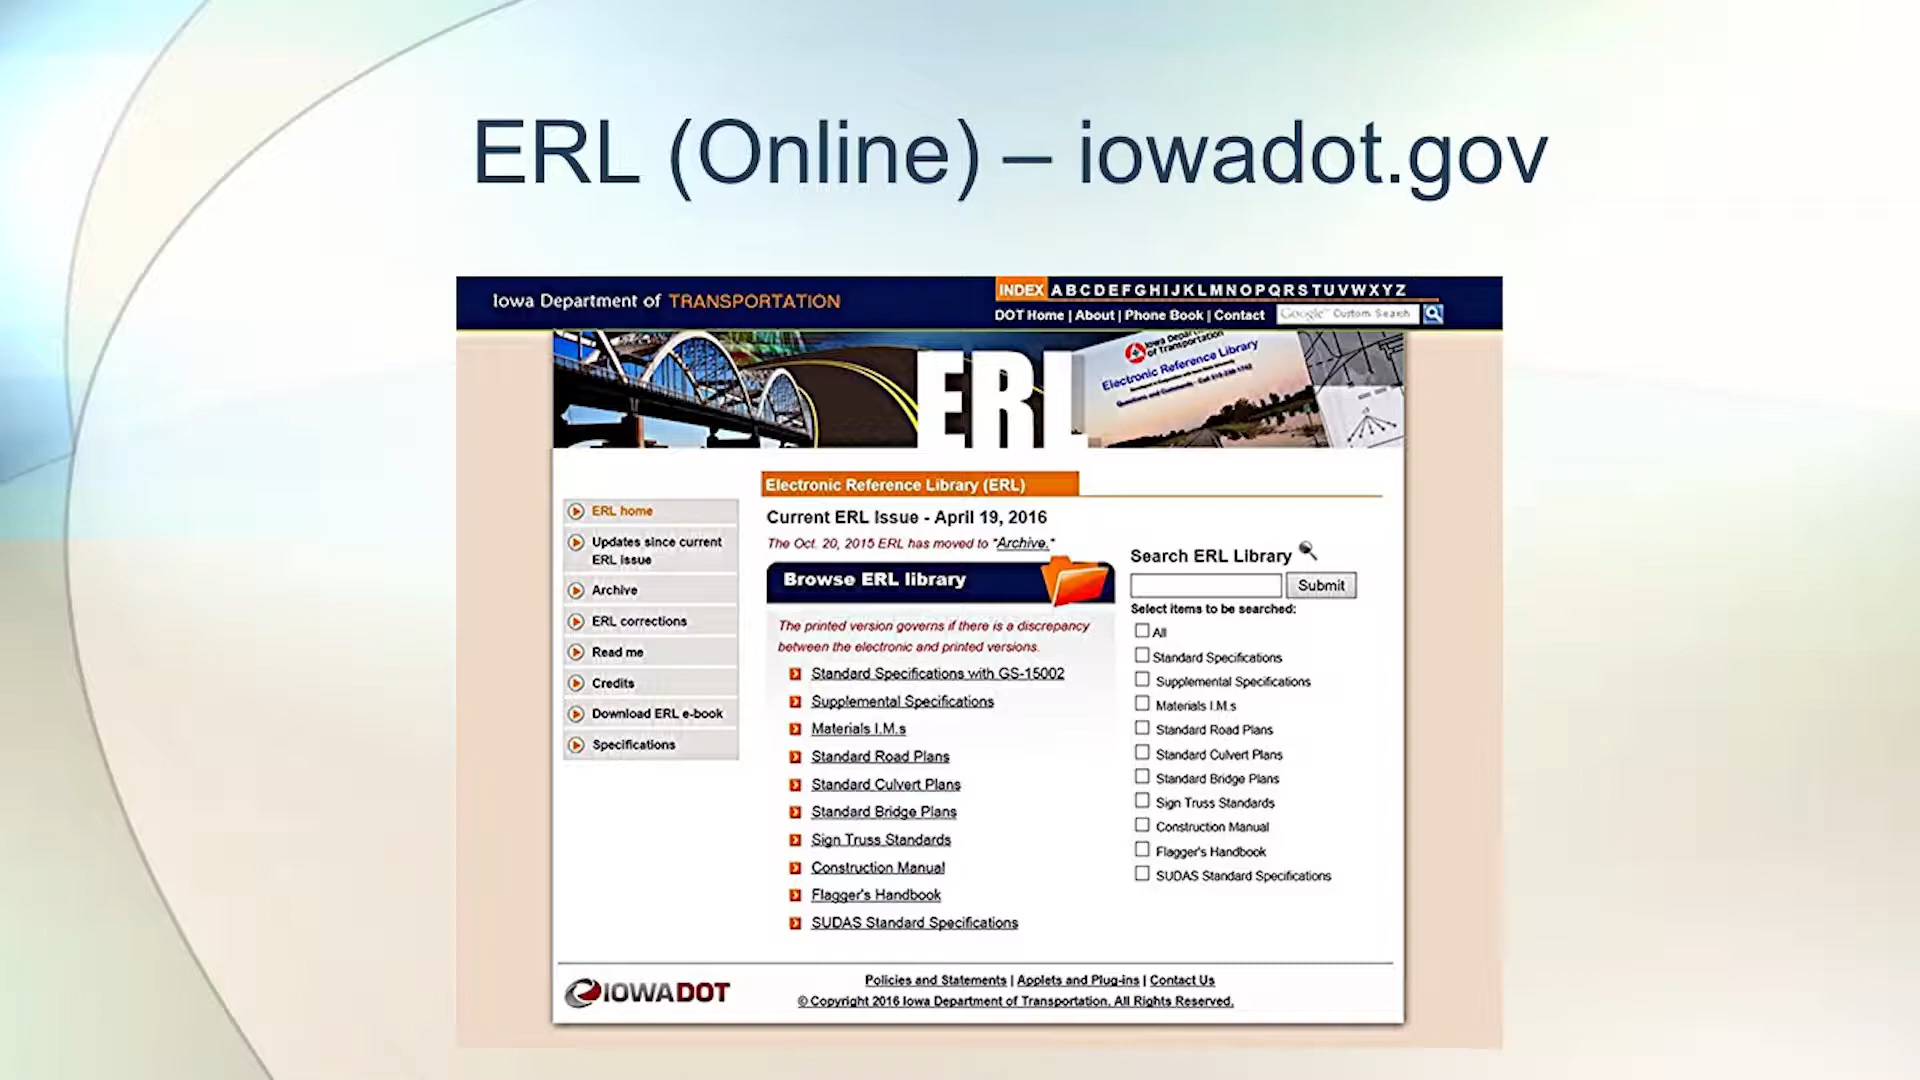 ERL (Online) – iowadot.gov
Iowa Department of TRANSPORTATION
INDEX A B C D E F G H I J K L M N O P Q R S T U V W X Y Z
DOT Home | About | Phone Book | Contact
Google™ Custom Search
ERL
Iowa Department
of Transportation
Electronic Reference Library
Electronic Reference Library (ERL)
ERL home
Updates since current
ERL issue
Archive
ERL corrections
Read me
Credits
Download ERL e-book
Specifications
Current ERL Issue - April 19, 2016
The Oct. 20, 2015 ERL has moved to "Archive."
Browse ERL library
The printed version governs if there is a discrepancy
between the electronic and printed versions.
Standard Specifications with GS-15002
Supplemental Specifications
Materials I.M.s
Standard Road Plans
Standard Culvert Plans
Standard Bridge Plans
Sign Truss Standards
Construction Manual
Flagger's Handbook
SUDAS Standard Specifications
Search ERL Library
Submit
Select items to be searched:
All
Standard Specifications
Supplemental Specifications
Materials I.M.s
Standard Road Plans
Standard Culvert Plans
Standard Bridge Plans
Sign Truss Standards
Construction Manual
Flagger's Handbook
SUDAS Standard Specifications
IOWADOT
Policies and Statements | Applets and Plug-ins | Contact Us
© Copyright 2016 Iowa Department of Transportation. All Rights Reserved.